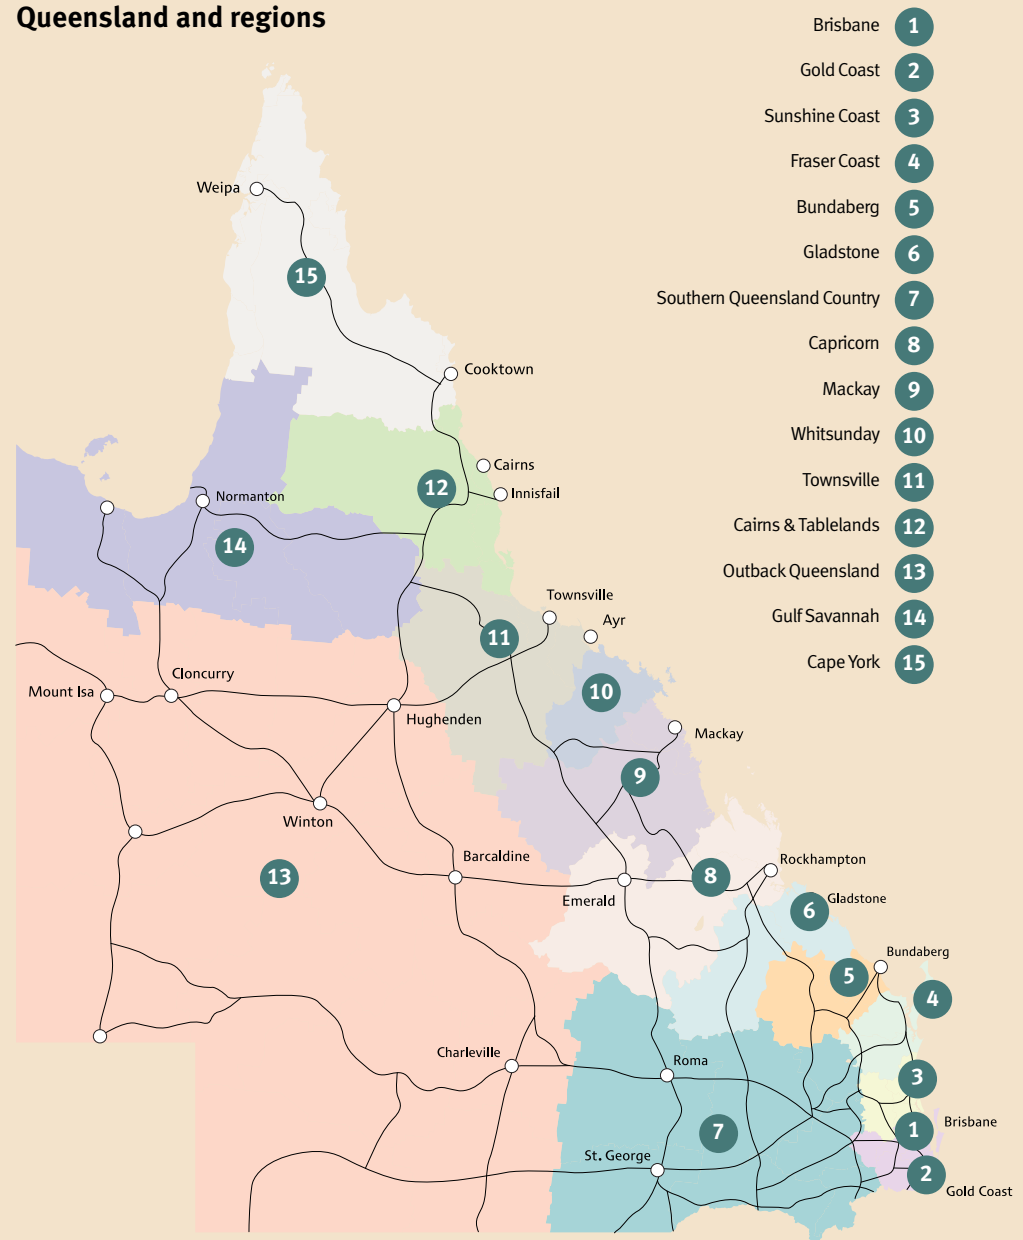 Queensland and regions
Brisbane 1
Gold Coast 2
Sunshine Coast 3
Fraser Coast 4
Bundaberg 5
Gladstone 6
Southern Queensland Country 7
Capricorn 8
Mackay 9
Whitsunday 10
Townsville 11
Cairns & Tablelands 12
Outback Queensland 13
Gulf Savannah 14
Cape York 15
Weipa
15
Cooktown
Cairns
12
Innisfail
Normanton
14
Townsville
Ayr
11
Cloncurry
Mount Isa
10
Hughenden
Mackay
9
Winton
Barcaldine
Rockhampton
13
8
Emerald
6
Gladstone
Bundaberg
5
4
Charleville
Roma
3
Brisbane
7
1
St. George
2
Gold Coast